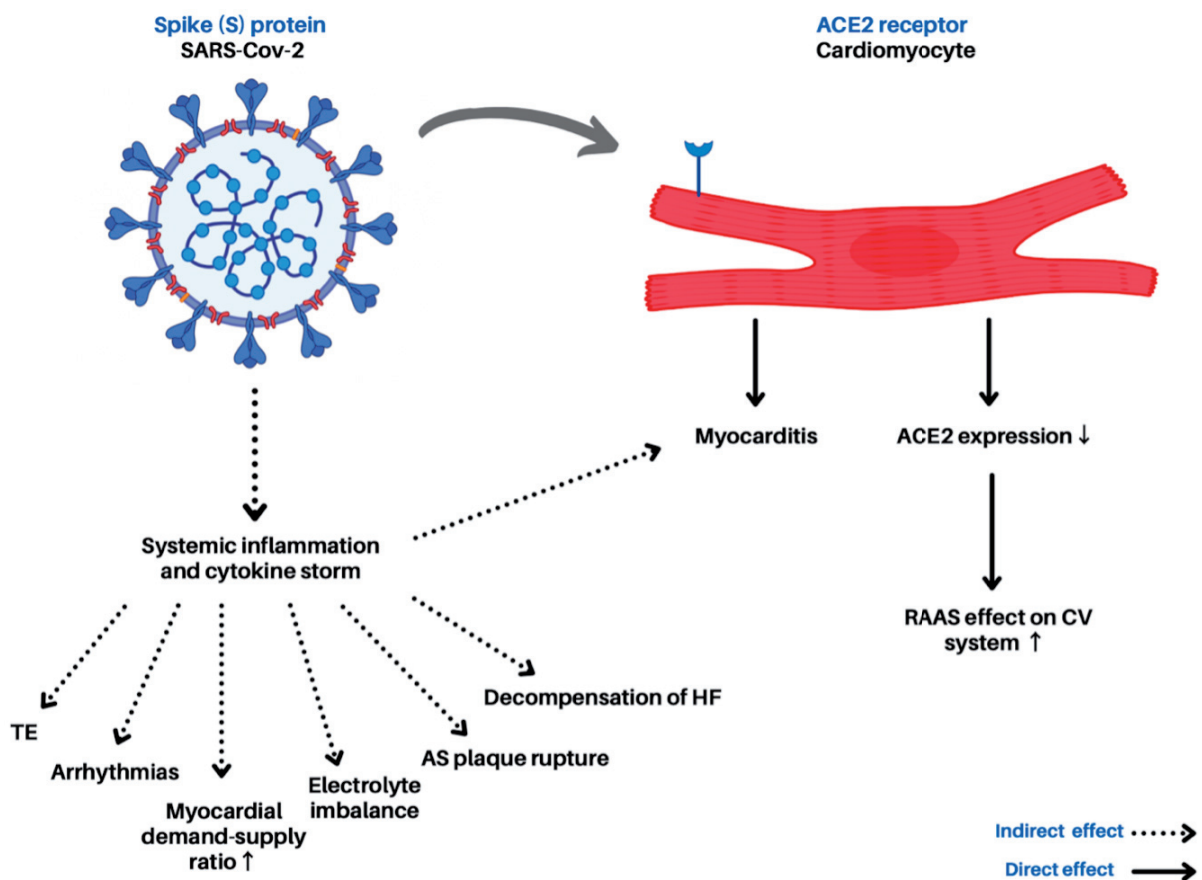 Spike (S) protein
SARS-Cov-2
ACE2 receptor
Cardiomyocyte
Myocarditis
ACE2 expression ↓
Systemic inflammation
and cytokine storm
RAAS effect on CV
system ↑
Decompensation of HF
TE
AS plaque rupture
Arrhythmias
Electrolyte
imbalance
Myocardial
demand-supply
ratio ↑
Indirect effect
Direct effect